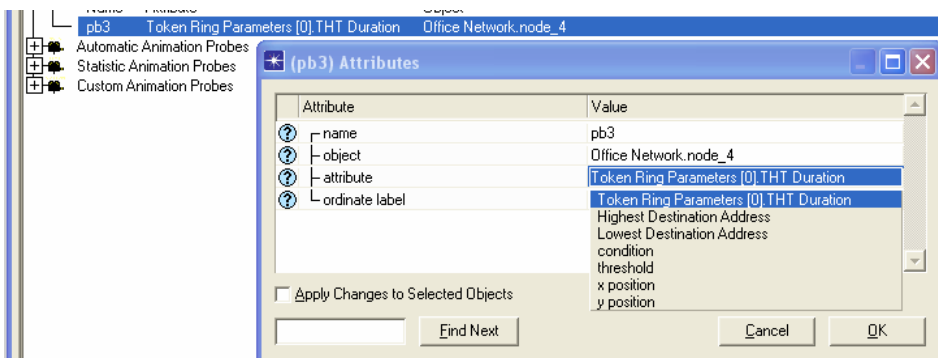 Name Attribute Object
pb3 Token Ring Parameters [0].THT Duration Office Network.node_4
Automatic Animation Probes
Statistic Animation Probes
Custom Animation Probes
(pb3) Attributes
Attribute Value
name pb3
object Office Network.node_4
attribute Token Ring Parameters [0].THT Duration
ordinate label Token Ring Parameters [0].THT Duration
Highest Destination Address
Lowest Destination Address
condition
threshold
x position
y position
Apply Changes to Selected Objects
Find Next Cancel OK